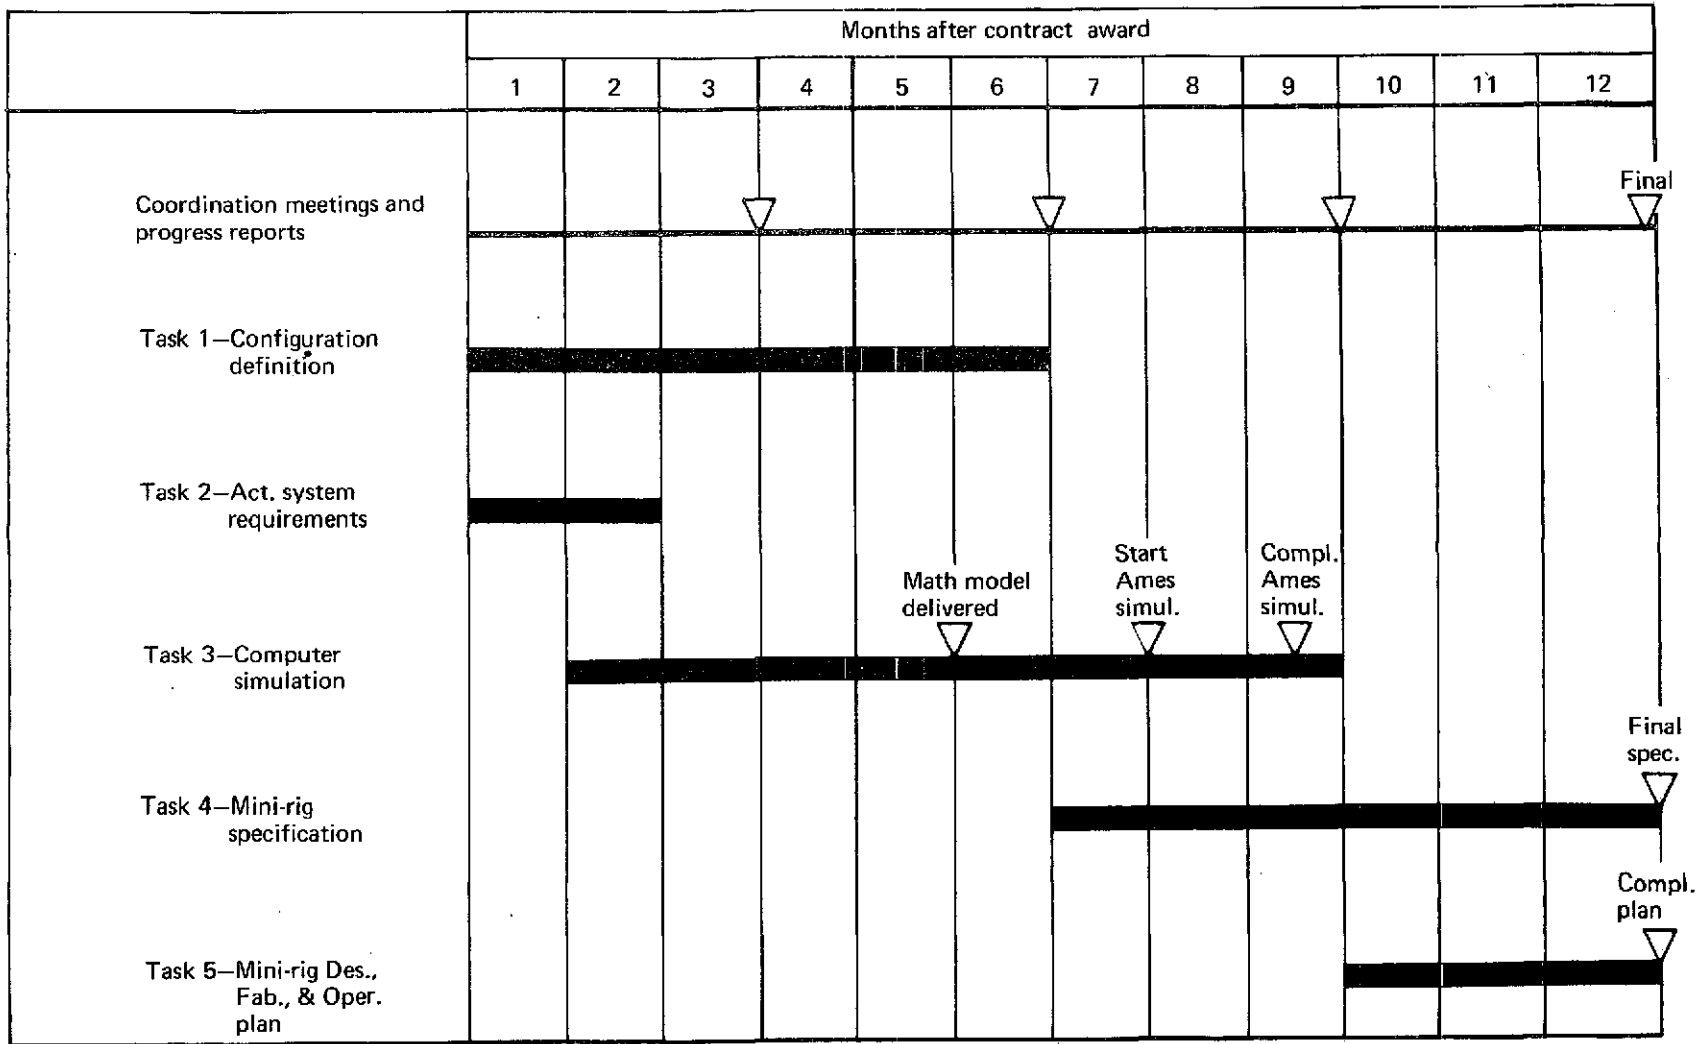 Months after contract award
1 2 3 4 5 6 7 8 9 10 11 12
Final
Coordination meetings and
progress reports
Task 1—Configuration
definition
Task 2—Act. system
requirements
Math model
delivered
Start
Ames
simul.
Compl.
Ames
simul.
Task 3—Computer
simulation
Final
spec.
Task 4—Mini-rig
specification
Compl.
plan
Task 5—Mini-rig Des.,
Fab., & Oper.
plan